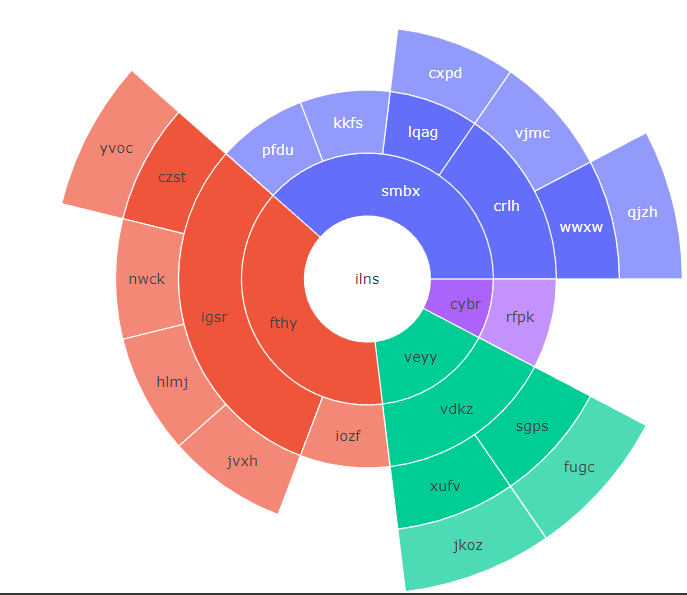 cxpd
kkfs
lqag
vjmc
pfdu
yvoc
czst
smbx
crlh
qjzh
wwxw
nwck
ilns
cybr
rfpk
igsr
fthy
veyy
hlmj
vdkz
sgps
iozf
jvxh
fugc
xufv
jkoz